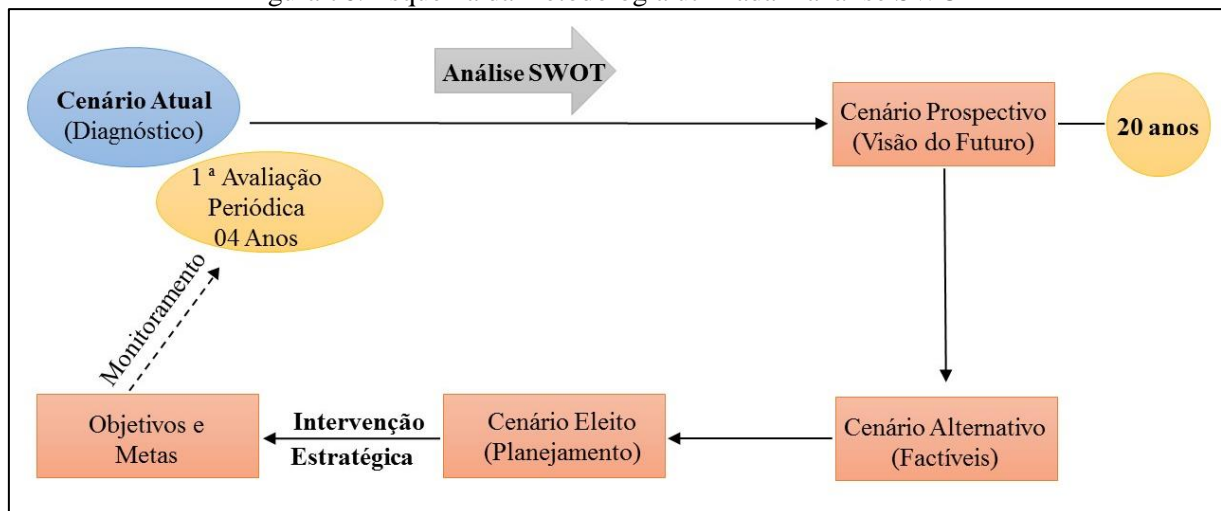 Análise SWOT
Cenário Atual
(Diagnóstico)
Cenário Prospectivo
(Visão do Futuro)
20 anos
1 ª Avaliação
Periódica
04 Anos
Monitoramento
Objetivos e
Metas
Intervenção
Estratégica
Cenário Eleito
(Planejamento)
Cenário Alternativo
(Factíveis)